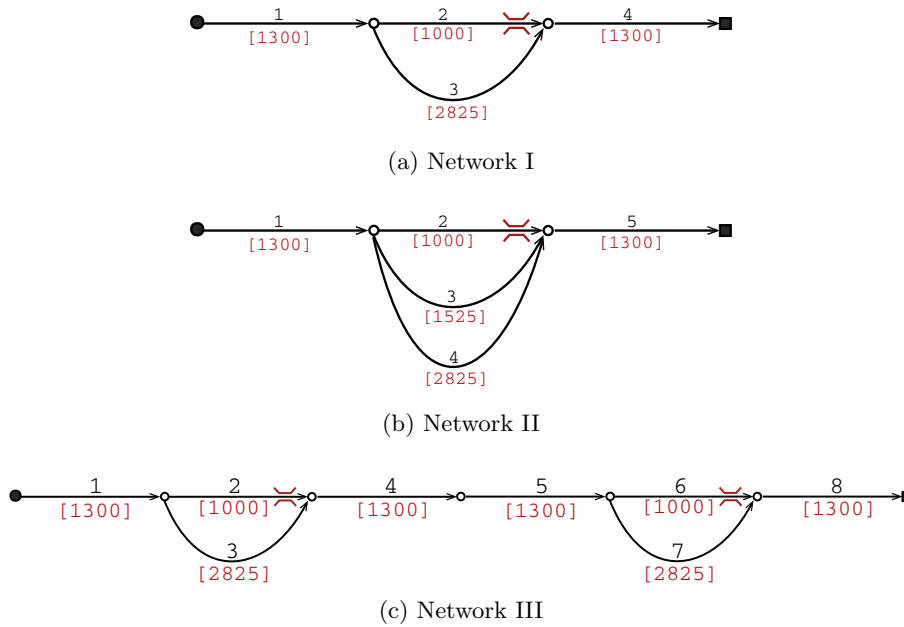 1 2 4
[1300] [1000] [1300]
3
[2825]
(a) Network I
1 2 5
[1300] [1000] [1300]
3
[1525]
4
[2825]
(b) Network II
1 2 4 5 6 8
[1300] [1000] [1300] [1300] [1000] [1300]
3 7
[2825] [2825]
(c) Network III